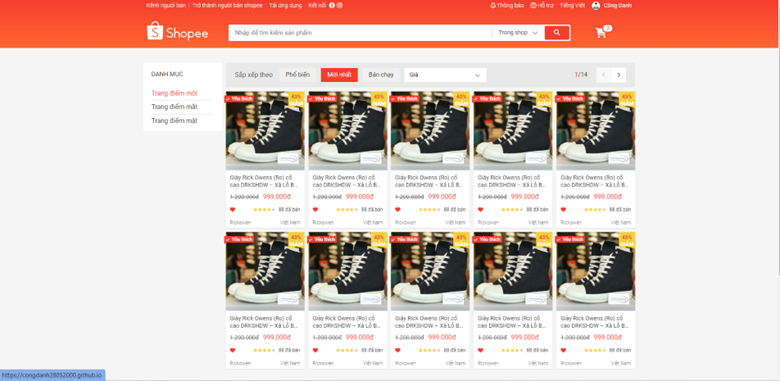 Kênh người bán | Trở thành người bán shopee Tải ứng dụng Kết nối
Thông báo Hỗ trợ Tiếng Việt Công Danh
Shopee
Nhập để tìm kiếm sản phẩm
Trong shop
DANH MỤC
Trang điểm môi
Trang điểm mắt
Trang điểm mặt
Sắp xếp theo Phổ biến Mới nhất Bán chạy Giá 1/14
Yêu thích 43% Yêu thích 43% Yêu thích 43% Yêu thích 43% Yêu thích 43%
Giày Rick Owens (Ro) cổ Giày Rick Owens (Ro) cổ Giày Rick Owens (Ro) cổ Giày Rick Owens (Ro) cổ Giày Rick Owens (Ro) cổ
cao DRKSHDW – Xả Lỗ B... cao DRKSHDW – Xả Lỗ B... cao DRKSHDW – Xả Lỗ B... cao DRKSHDW – Xả Lỗ B... cao DRKSHDW – Xả Lỗ B...
1.200.000đ 999.000đ 1.200.000đ 999.000đ 1.200.000đ 999.000đ 1.200.000đ 999.000đ 1.200.000đ 999.000đ
88 đã bán 88 đã bán 88 đã bán 88 đã bán 88 đã bán
Rickowen Việt Nam Rickowen Việt Nam Rickowen Việt Nam Rickowen Việt Nam Rickowen Việt Nam
Yêu thích 43% Yêu thích 43% Yêu thích 43% Yêu thích 43% Yêu thích 43%
Giày Rick Owens (Ro) cổ Giày Rick Owens (Ro) cổ Giày Rick Owens (Ro) cổ Giày Rick Owens (Ro) cổ Giày Rick Owens (Ro) cổ
cao DRKSHDW – Xả Lỗ B... cao DRKSHDW – Xả Lỗ B... cao DRKSHDW – Xả Lỗ B... cao DRKSHDW – Xả Lỗ B... cao DRKSHDW – Xả Lỗ B...
1.200.000đ 999.000đ 1.200.000đ 999.000đ 1.200.000đ 999.000đ 1.200.000đ 999.000đ 1.200.000đ 999.000đ
88 đã bán 88 đã bán 88 đã bán 88 đã bán 88 đã bán
Rickowen Việt Nam Rickowen Việt Nam Rickowen Việt Nam Rickowen Việt Nam Rickowen Việt Nam
https://congdanh28052000.github.io